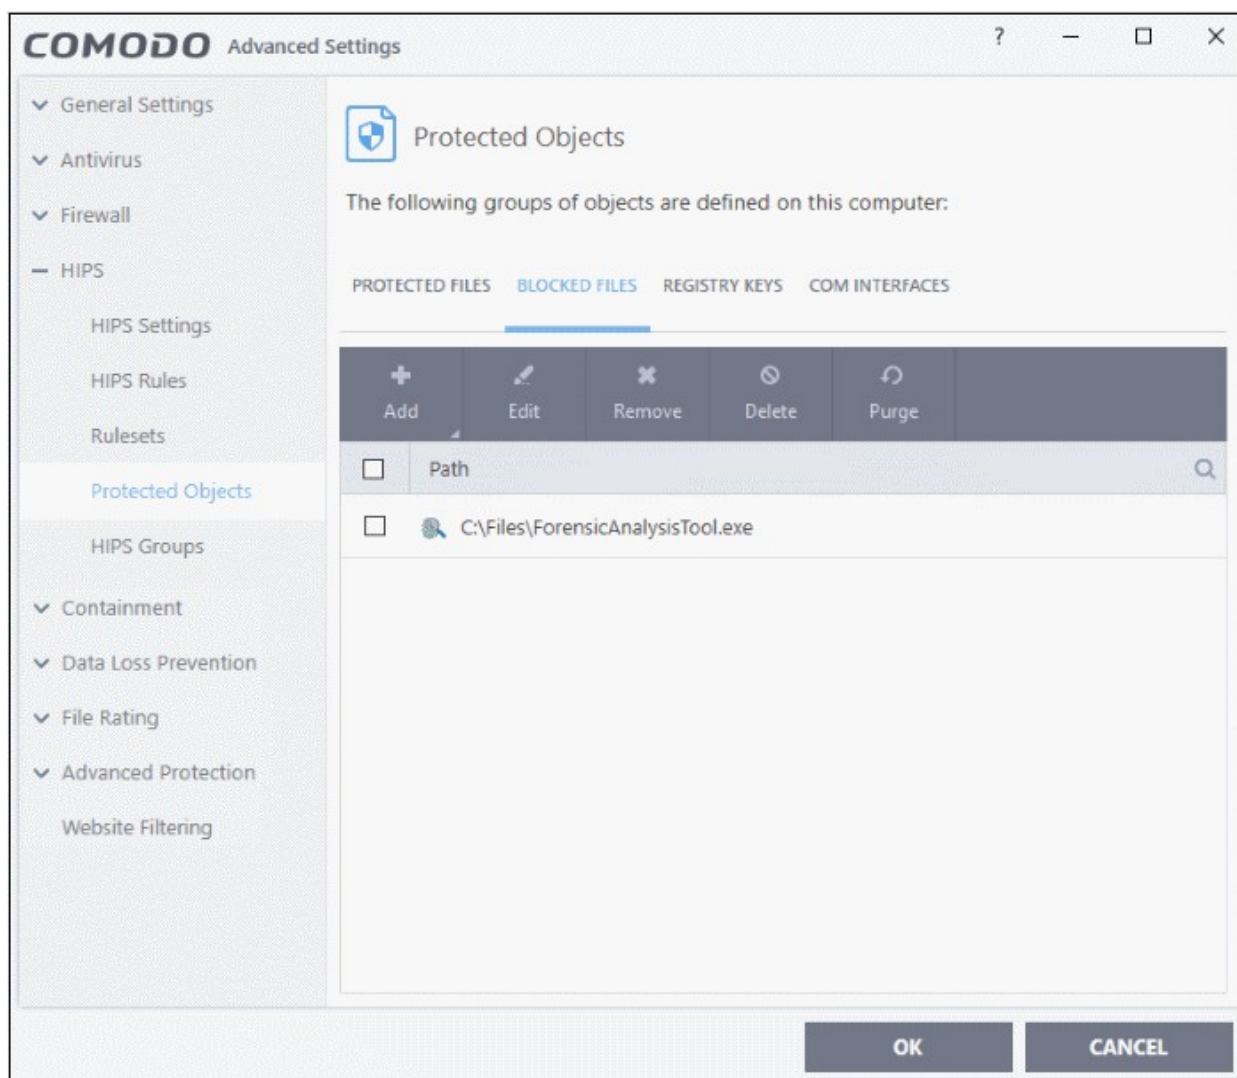 COMODO Advanced Settings
?
General Settings
Antivirus
Firewall
HIPS
HIPS Settings
HIPS Rules
Rulesets
Protected Objects
HIPS Groups
Containment
Data Loss Prevention
File Rating
Advanced Protection
Website Filtering
Protected Objects
The following groups of objects are defined on this computer:
PROTECTED FILES BLOCKED FILES REGISTRY KEYS COM INTERFACES
Add Edit Remove Delete Purge
Path
C:\Files\ForensicAnalysisTool.exe
OK CANCEL